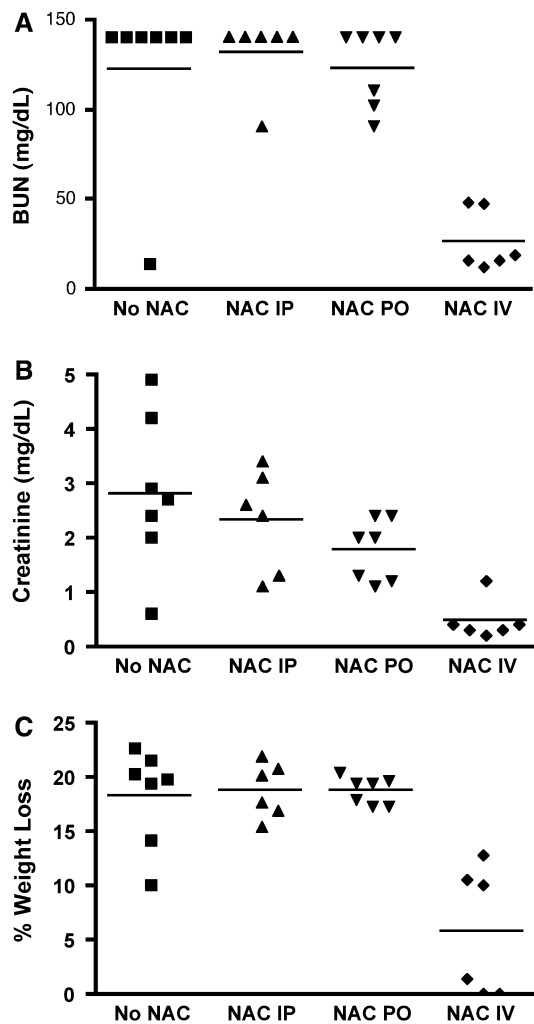 A
BUN (mg/dL)
150
100
50
0
No NAC NAC IP NAC PO NAC IV
B
Creatinine (mg/dL)
5
4
3
2
1
0
No NAC NAC IP NAC PO NAC IV
C
% Weight Loss
25
20
15
10
5
0
No NAC NAC IP NAC PO NAC IV